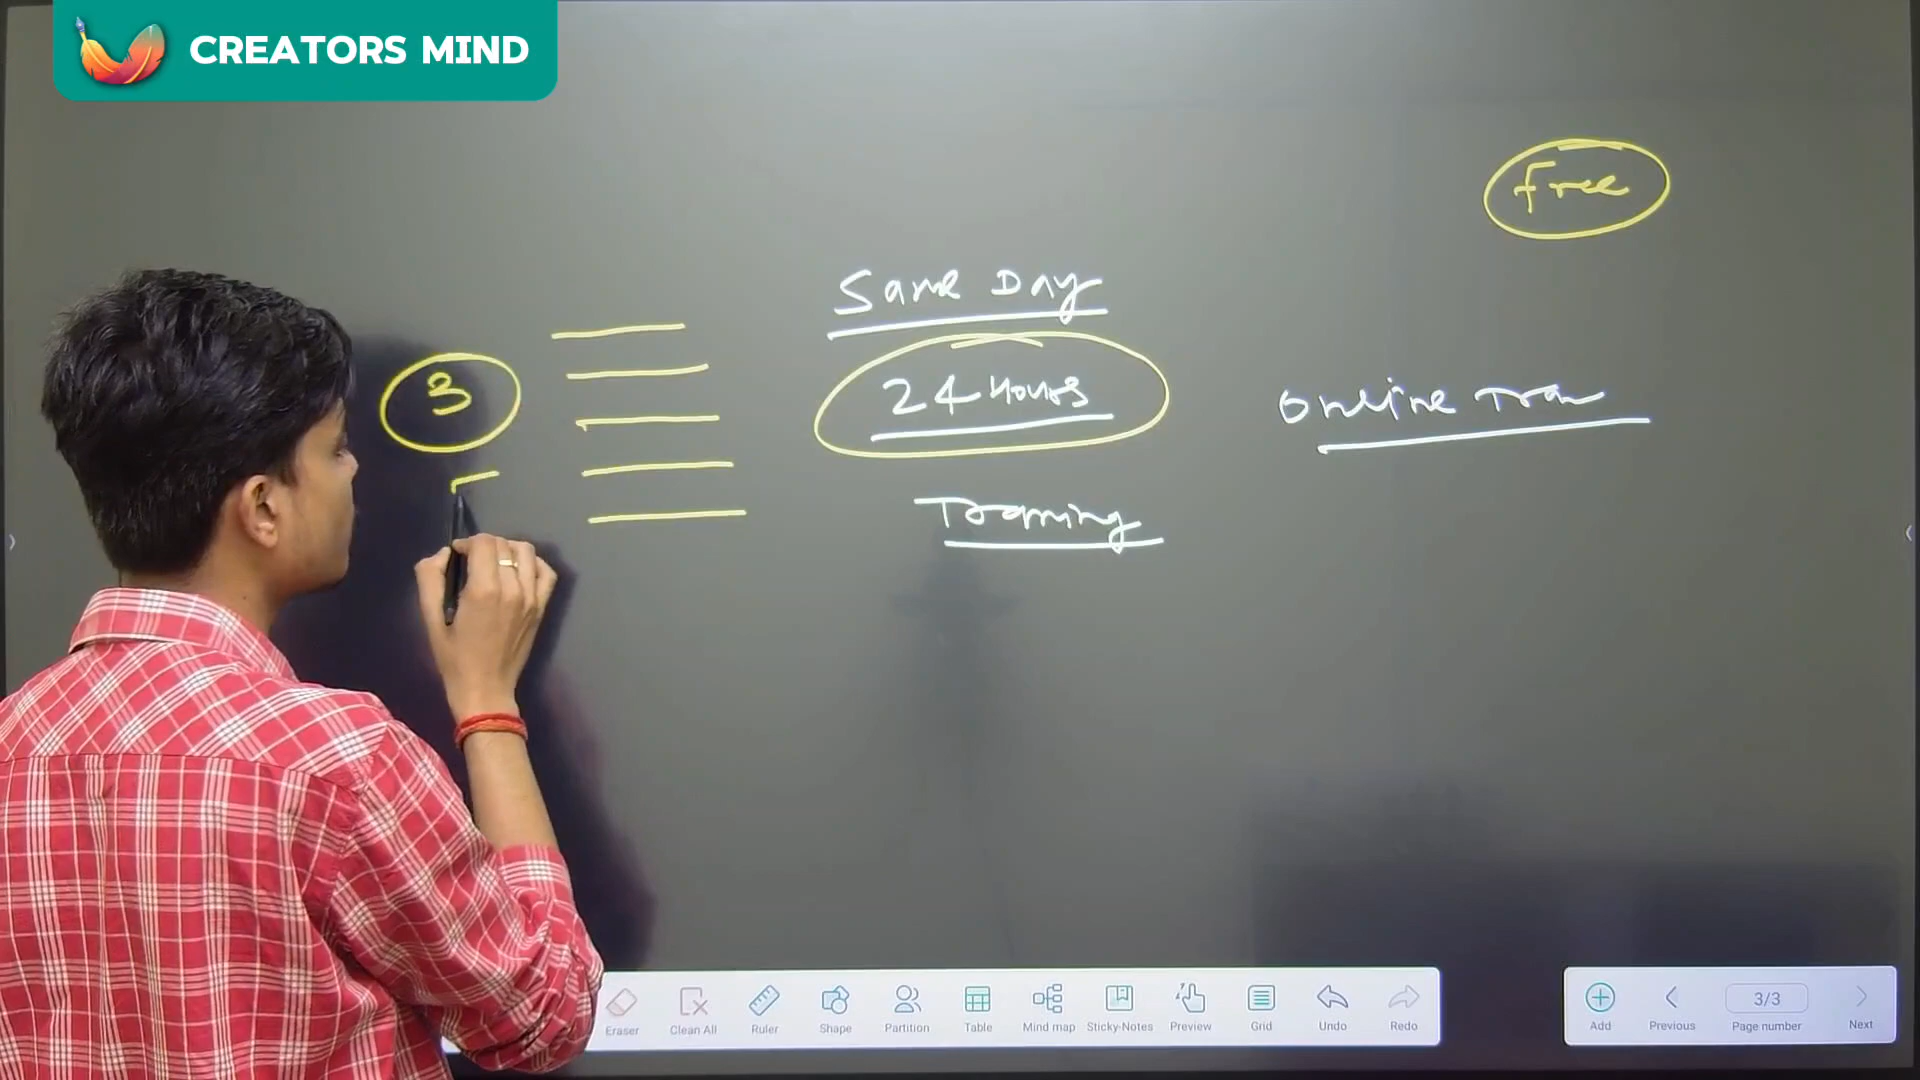 CREATORS MIND
Free
Same Day
3
24 Hours
Online Tran
Training
Eraser
Clean All
Ruler
Shape
Partition
Table
Mind map
Sticky-Notes
Preview
Grid
Undo
Redo
Add
Previous
3/3
Page number
Next